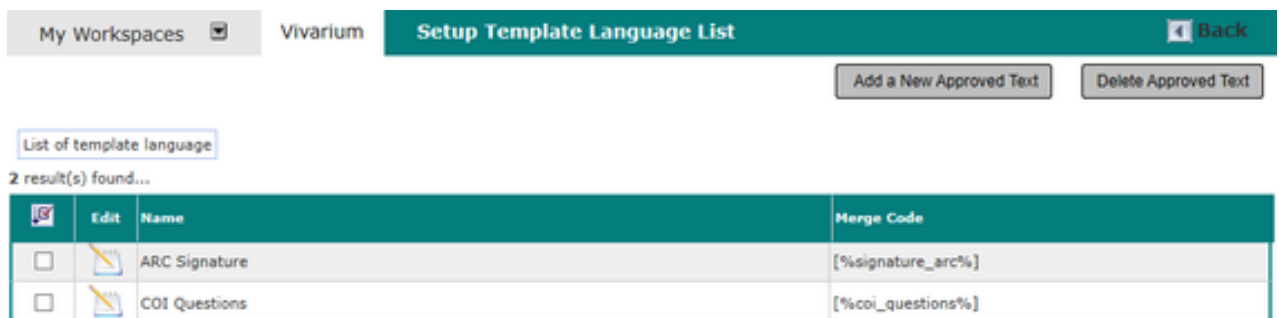 My Workspaces Vivarium Setup Template Language List Back
Add a New Approved Text Delete Approved Text
List of template language
2 result(s) found...
Edit Name Merge Code
ARC Signature [%signature_arc%]
COI Questions [%coi_questions%]